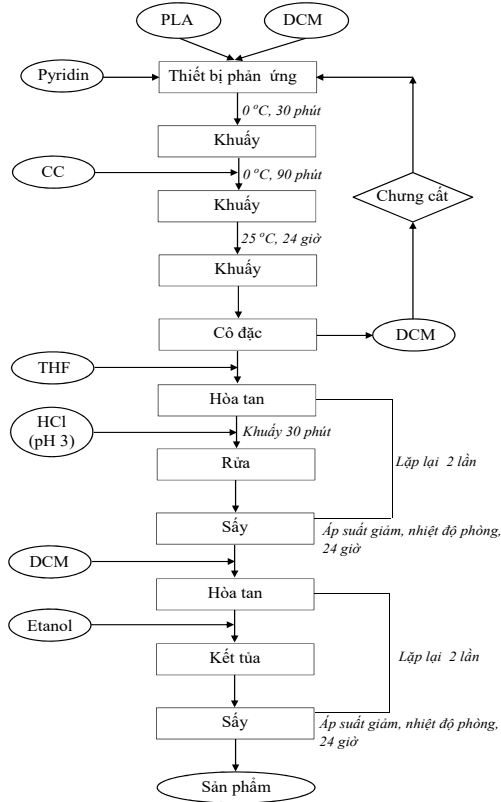 PLA
DCM
Pyridin
Thiết bị phản ứng
0 °C, 30 phút
Khuấy
CC
0 °C, 90 phút
Khuấy
Chưng cất
25 °C, 24 giờ
Khuấy
Cô đặc
DCM
THF
Hòa tan
HCl
(pH 3)
Khuấy 30 phút
Rửa
Lặp lại 2 lần
Sấy
Áp suất giảm, nhiệt độ phòng,
24 giờ
DCM
Hòa tan
Etanol
Kết tủa
Lặp lại 2 lần
Sấy
Áp suất giảm, nhiệt độ phòng,
24 giờ
Sản phẩm